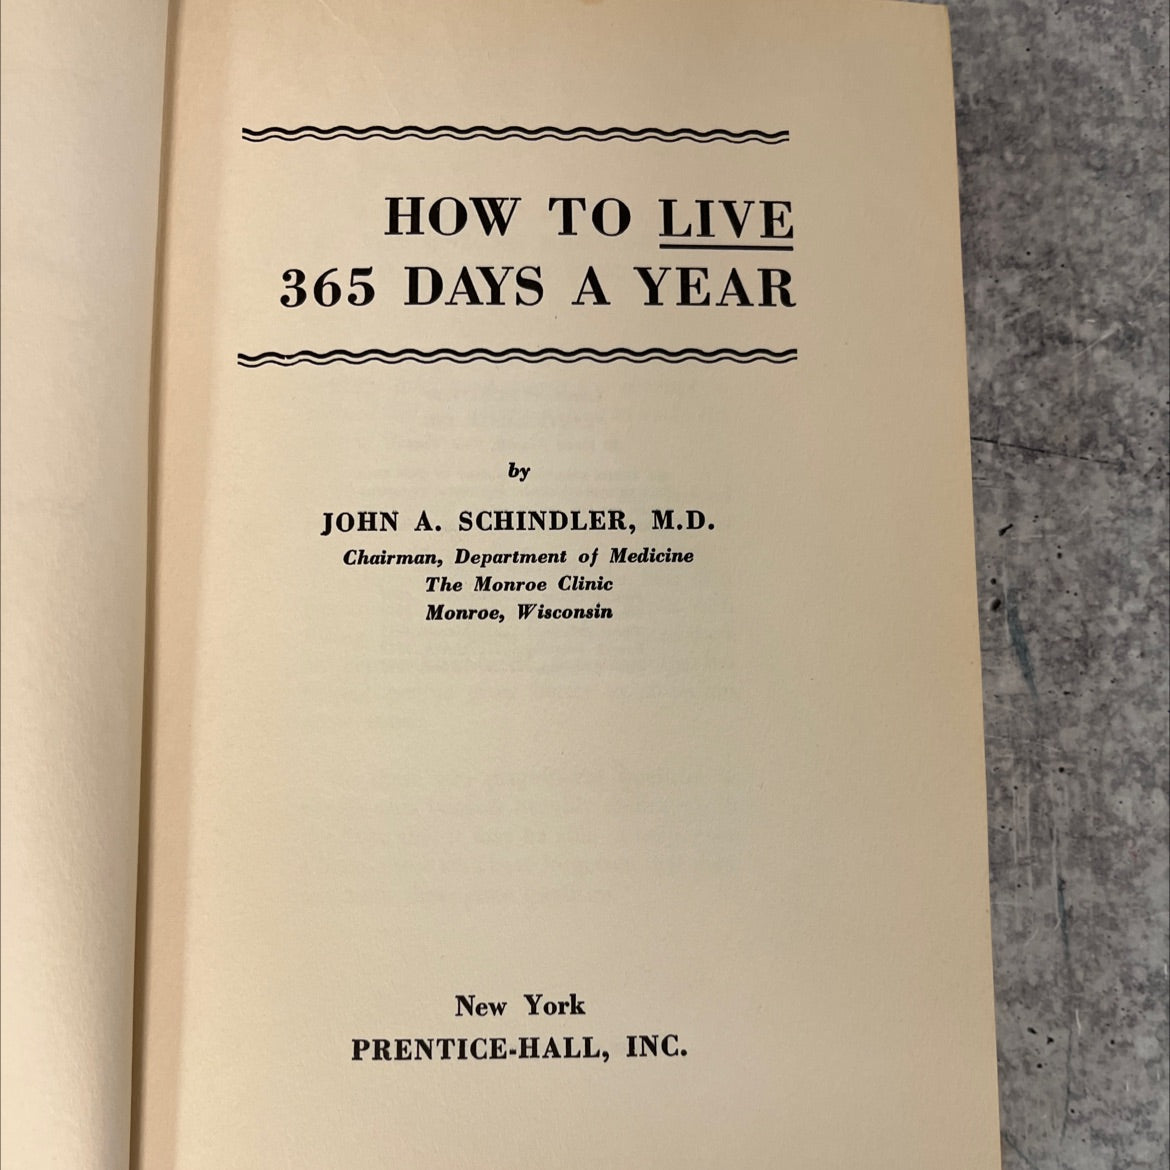 HOW TO LIVE
365 DAYS A YEAR
by
JOHN A. SCHINDLER, M.D.
Chairman, Department of Medicine
The Monroe Clinic
Monroe, Wisconsin
New York
PRENTICE-HALL, INC.